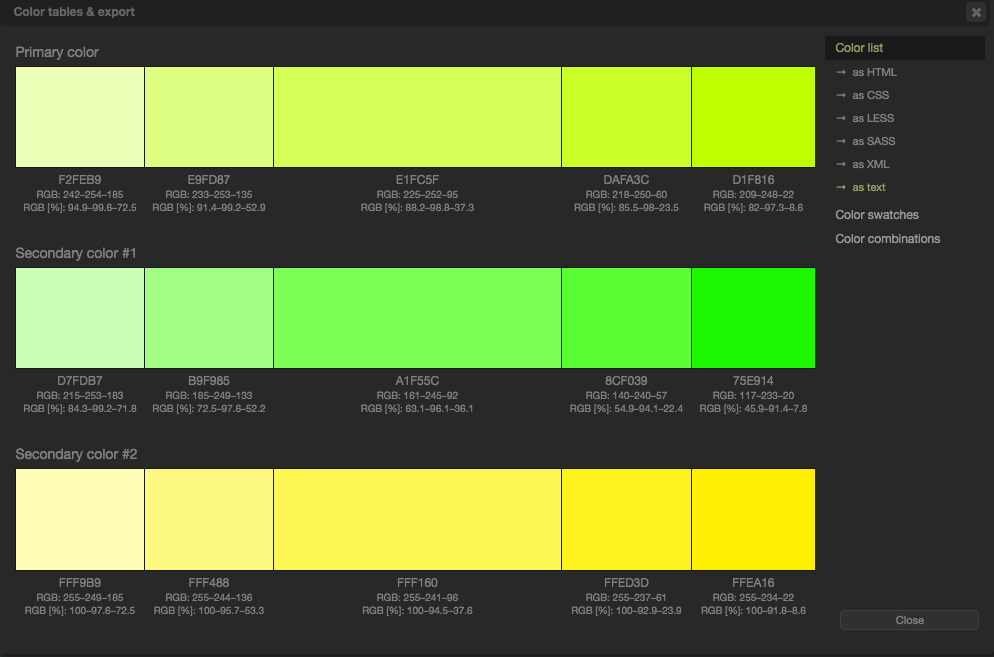 Color tables & export
Primary color
F2FEB9 E9FD87 E1FC5F DAFA3C D1F816
RGB: 242–254–185 RGB: 233–253–135 RGB: 225–252–95 RGB: 218–250–60 RGB: 209–248–22
RGB [%]: 94.9–99.6–72.5 RGB [%]: 91.4–99.2–52.9 RGB [%]: 88.2–98.8–37.3 RGB [%]: 85.5–98–23.5 RGB [%]: 82–97.3–8.6
Secondary color #1
D7FDB7 B9F985 A1F55C 8CF039 75E914
RGB: 215–253–183 RGB: 185–249–133 RGB: 161–245–92 RGB: 140–240–57 RGB: 117–233–20
RGB [%]: 84.3–99.2–71.8 RGB [%]: 72.5–97.6–52.2 RGB [%]: 63.1–96.1–36.1 RGB [%]: 54.9–94.1–22.4 RGB [%]: 45.9–91.4–7.8
Secondary color #2
FFF9B9 FFF488 FFF160 FFED3D FFEA16
RGB: 255–249–185 RGB: 255–244–136 RGB: 255–241–96 RGB: 255–237–61 RGB: 255–234–22
RGB [%]: 100–97.6–72.5 RGB [%]: 100–95.7–53.3 RGB [%]: 100–94.5–37.6 RGB [%]: 100–92.9–23.9 RGB [%]: 100–91.8–8.6
Color list
→ as HTML
→ as CSS
→ as LESS
→ as SASS
→ as XML
→ as text
Color swatches
Color combinations
Close